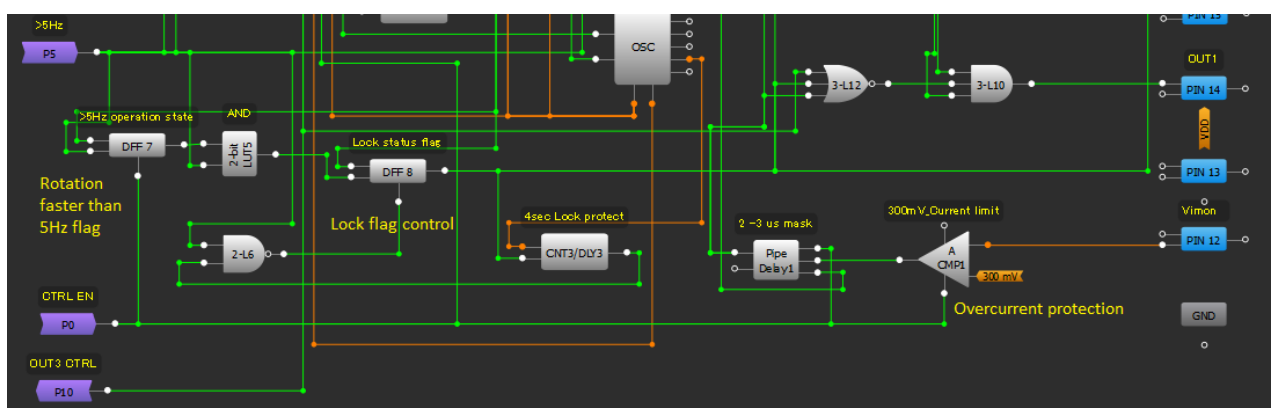 >5Hz
P5
OSC
PIN 15
OUT1
3-L12
3-L10
PIN 14
VDD
>5Hz operation state
AND
DFF 7
2-bit
LUT5
Lock status flag
DFF 8
PIN 13
Rotation
faster than
5Hz flag
Lock flag control
4sec Lock protect
2 -3 us mask
300mV_Current limit
Vimon
PIN 12
2-L6
CNT3/DLY3
Pipe
Delay1
A
CMP1
300 mV
CTRL EN
P0
Overcurrent protection
GND
OUT3 CTRL
P10